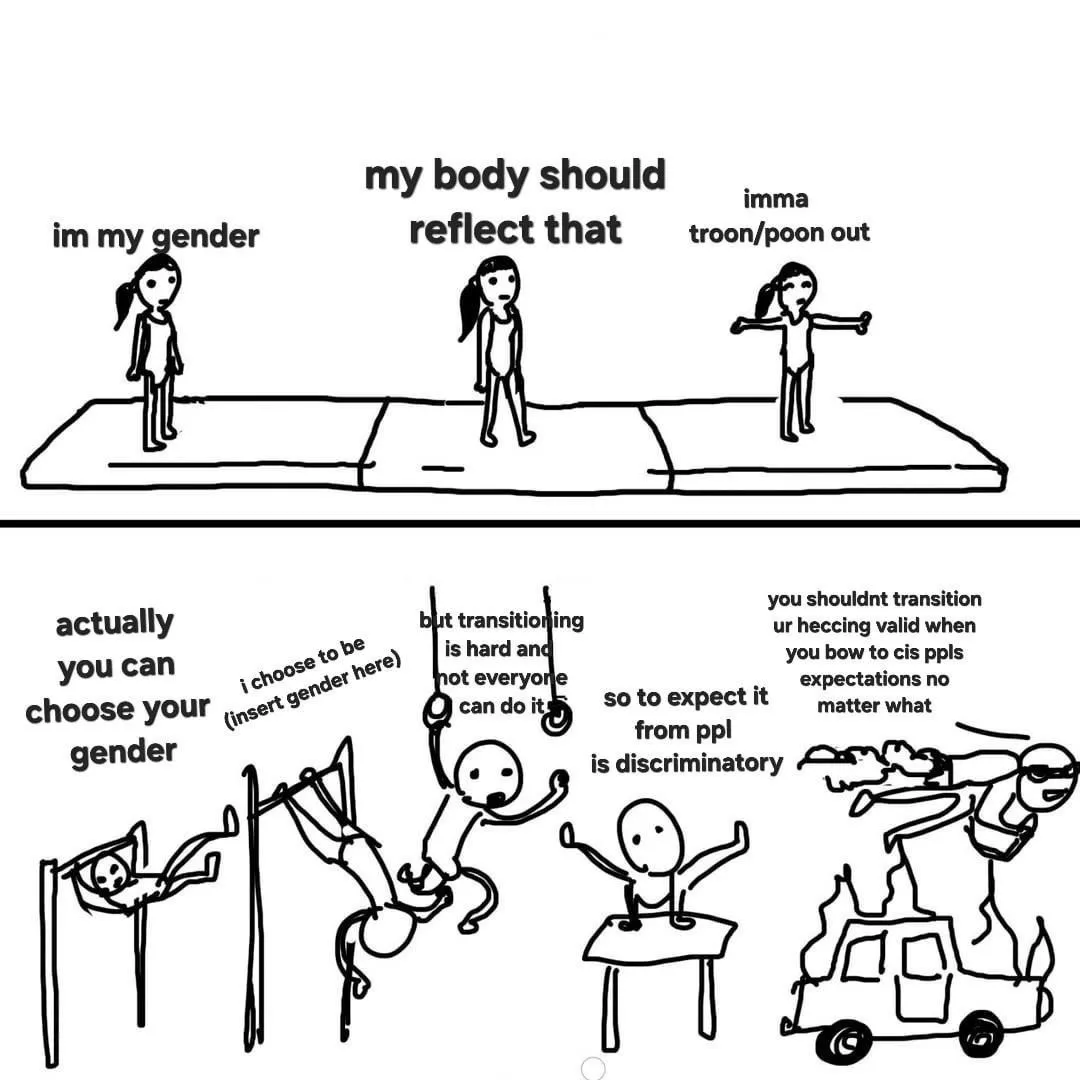 im my gender
my body should
reflect that
imma
troon/poon out
actually
you can
choose your
gender
i choose to be
(insert gender here)
but transitioning
is hard and
not everyone
can do it
so to expect it
from ppl
is discriminatory
you shouldnt transition
ur heccing valid when
you bow to cis ppls
expectations no
matter what